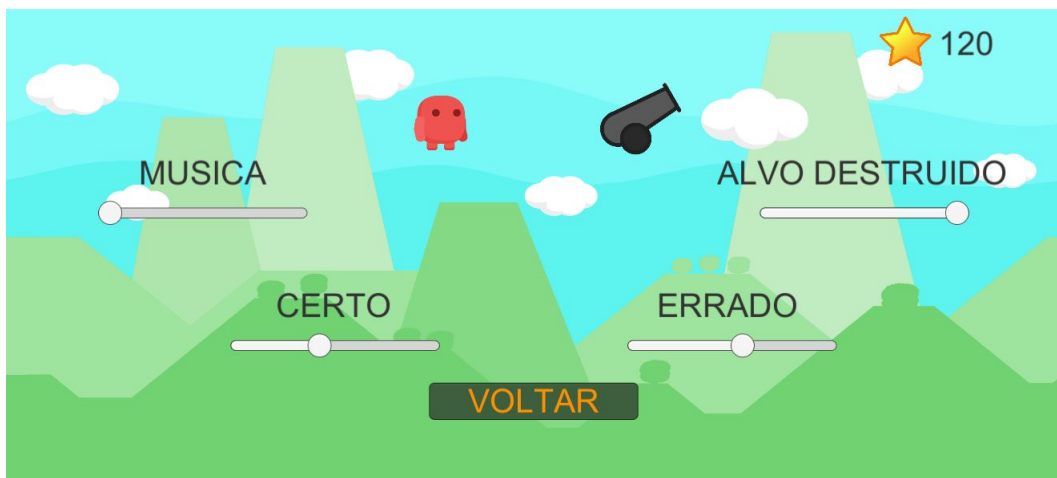 120
MUSICA
ALVO DESTRUIDO
CERTO
ERRADO
VOLTAR